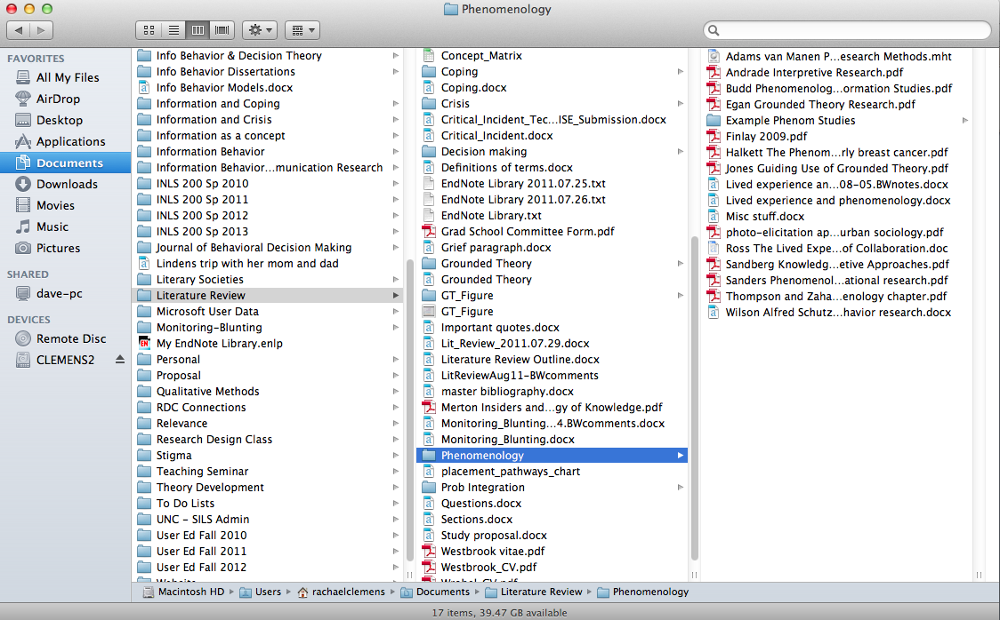 Phenomenology
FAVORITES
All My Files
AirDrop
Desktop
Applications
Documents
Downloads
Movies
Music
Pictures
SHARED
dave-pc
DEVICES
Remote Disc
CLEMENS2
Info Behavior & Decision Theory
Info Behavior Dissertations
Info Behavior Models.docx
Information and Coping
Information and Crisis
Information as a concept
Information Behavior
Information Behavior...munication Research
INLS 200 Sp 2010
INLS 200 Sp 2011
INLS 200 Sp 2012
INLS 200 Sp 2013
Journal of Behavioral Decision Making
Lindens trip with her mom and dad
Literary Societies
Literature Review
Microsoft User Data
Monitoring-Blunting
EN My EndNote Library.enlp
Personal
Proposal
Qualitative Methods
RDC Connections
Relevance
Research Design Class
Stigma
Teaching Seminar
Theory Development
To Do Lists
UNC - SILS Admin
User Ed Fall 2010
User Ed Fall 2011
User Ed Fall 2012
Concept_Matrix
Coping
Coping.docx
Crisis
Critical_Incident_Tec...ISE_Submission.docx
Critical_Incident.docx
Decision making
Definitions of terms.docx
EndNote Library 2011.07.25.txt
EndNote Library 2011.07.26.txt
EndNote Library.txt
Grad School Committee Form.pdf
Grief paragraph.docx
Grounded Theory
Grounded Theory
GT_Figure
GT_Figure
Important quotes.docx
Lit_Review_2011.07.29.docx
Literature Review Outline.docx
LitReviewAug11-BWcomments
master bibliography.docx
Merton Insiders and...gy of Knowledge.pdf
Monitoring_Blunting...4.BWcomments.docx
Monitoring_Blunting.docx
Phenomenology
placement_pathways_chart
Prob Integration
Questions.docx
Sections.docx
Study proposal.docx
Westbrook vitae.pdf
Westbrook_CV.pdf
Adams van Manen P...esearch Methods.mht
Andrade Interpretive Research.pdf
Budd Phenomenolog...ormation Studies.pdf
Egan Grounded Theory Research.pdf
Example Phenom Studies
Finlay 2009.pdf
Halkett The Phenom...rly breast cancer.pdf
Jones Guiding Use of Grounded Theory.pdf
Lived experience an...08-05.BWnotes.docx
Lived experience and phenomenology.docx
Misc stuff.docx
photo-elicitation ap...urban sociology.pdf
Ross The Lived Expe...of Collaboration.doc
Sandberg Knowledg...etive Approaches.pdf
Sanders Phenomenol...ational research.pdf
Thompson and Zaha...enology chapter.pdf
Wilson Alfred Schutz...havior research.docx
Macintosh HD
Users
rachaelclemens
Documents
Literature Review
Phenomenology
17 items, 39.47 GB available